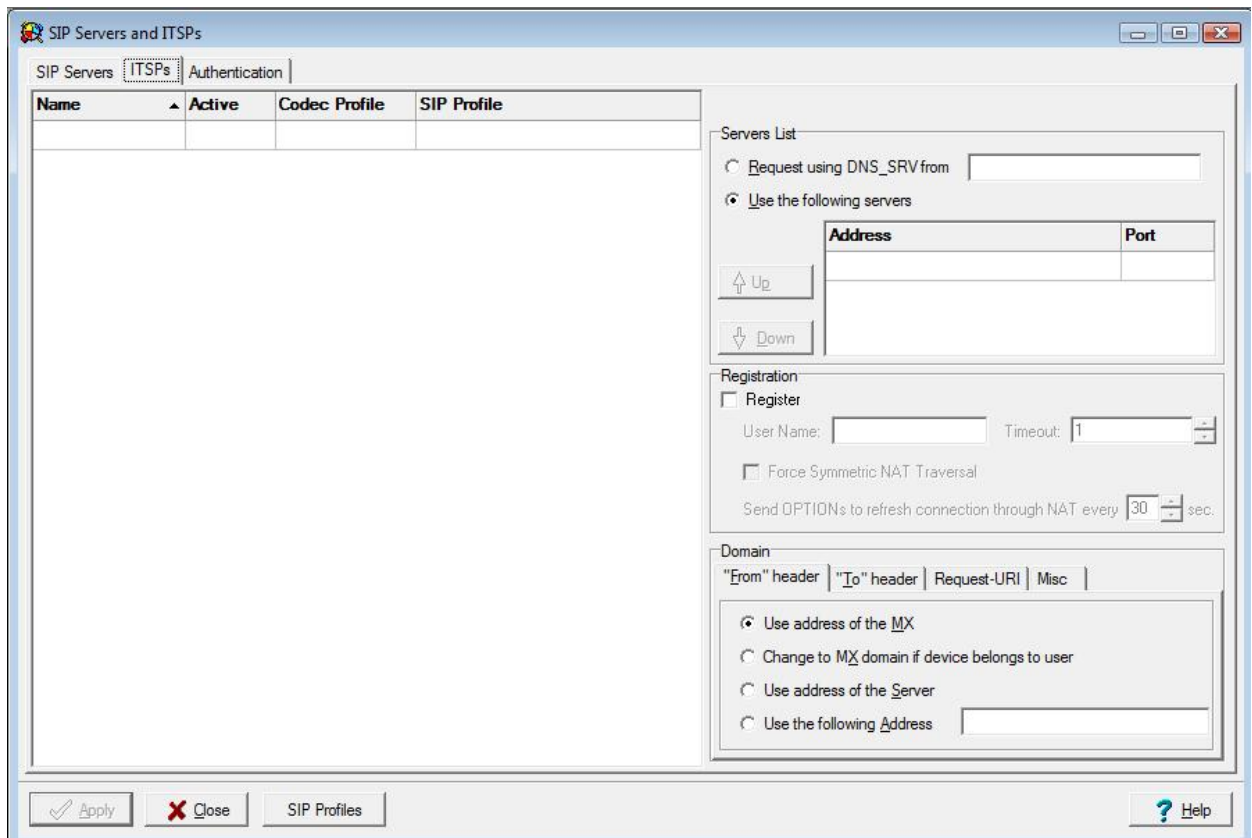 SIP Servers and ITSPs
SIP Servers ITSPs Authentication
Name Active Codec Profile SIP Profile
Servers List
Request using DNS_SRV from
Use the following servers
Address Port
Up
Down
Registration
Register
User Name: Timeout: 1
Force Symmetric NAT Traversal
Send OPTIONs to refresh connection through NAT every 30 sec.
Domain
"From" header "To" header Request-URI Misc
Use address of the MX
Change to MX domain if device belongs to user
Use address of the Server
Use the following Address
Apply Close SIP Profiles Help